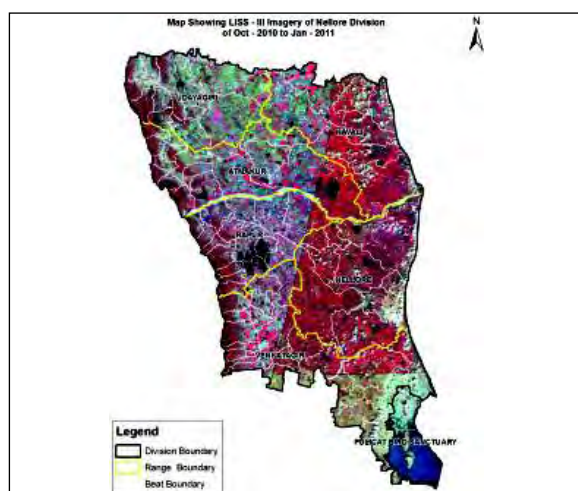 Map Showing LISS - III Imagery of Nellore Division
of Oct - 2010 to Jan - 2011
N
UDAYAGIRI
KAVALI
ATMAKUR
RAPUR
NELLORE
VENKATAGIRI
PULICAT BIRD SANCTUARY
Legend
Division Boundary
Range Boundary
Beat Boundary